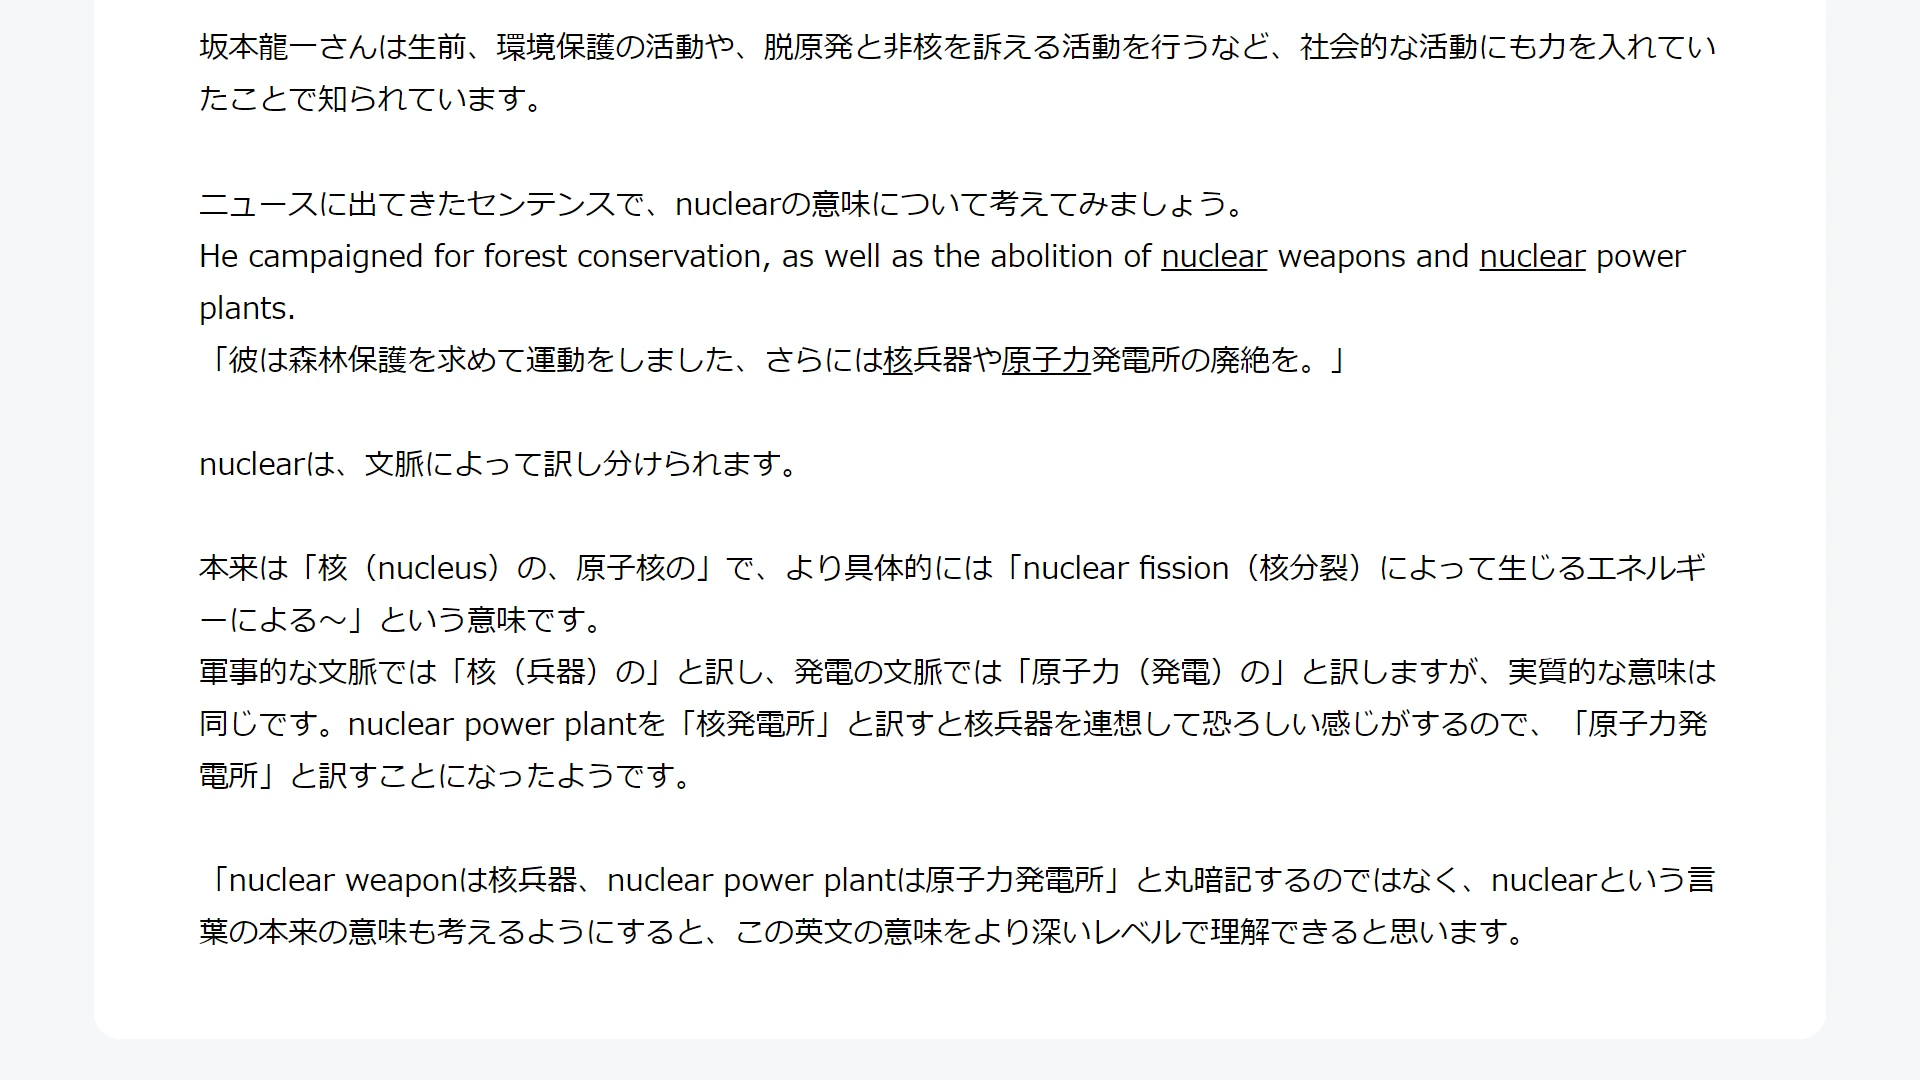 坂本龍一さんは生前、環境保護の活動や、脱原発と非核を訴える活動を行うなど、社会的な活動にも力を入れてい
たことで知られています。
ニュースに出てきたセンテンスで、nuclearの意味について考えてみましょう。
He campaigned for forest conservation, as well as the abolition of nuclear weapons and nuclear power
plants.
「彼は森林保護を求めて運動をしました、さらには核兵器や原子力発電所の廃絶を。」
nuclearは、文脈によって訳し分けられます。
本来は「核（nucleus）の、原子核の」で、より具体的には「nuclear fission（核分裂）によって生じるエネルギ
ーによる～」という意味です。
軍事的な文脈では「核（兵器）の」と訳し、発電の文脈では「原子力（発電）の」と訳しますが、実質的な意味は
同じです。nuclear power plantを「核発電所」と訳すと核兵器を連想して恐ろしい感じがするので、「原子力発
電所」と訳すことになったようです。
「nuclear weaponは核兵器、nuclear power plantは原子力発電所」と丸暗記するのではなく、nuclearという言
葉の本来の意味も考えるようにすると、この英文の意味をより深いレベルで理解できると思います。